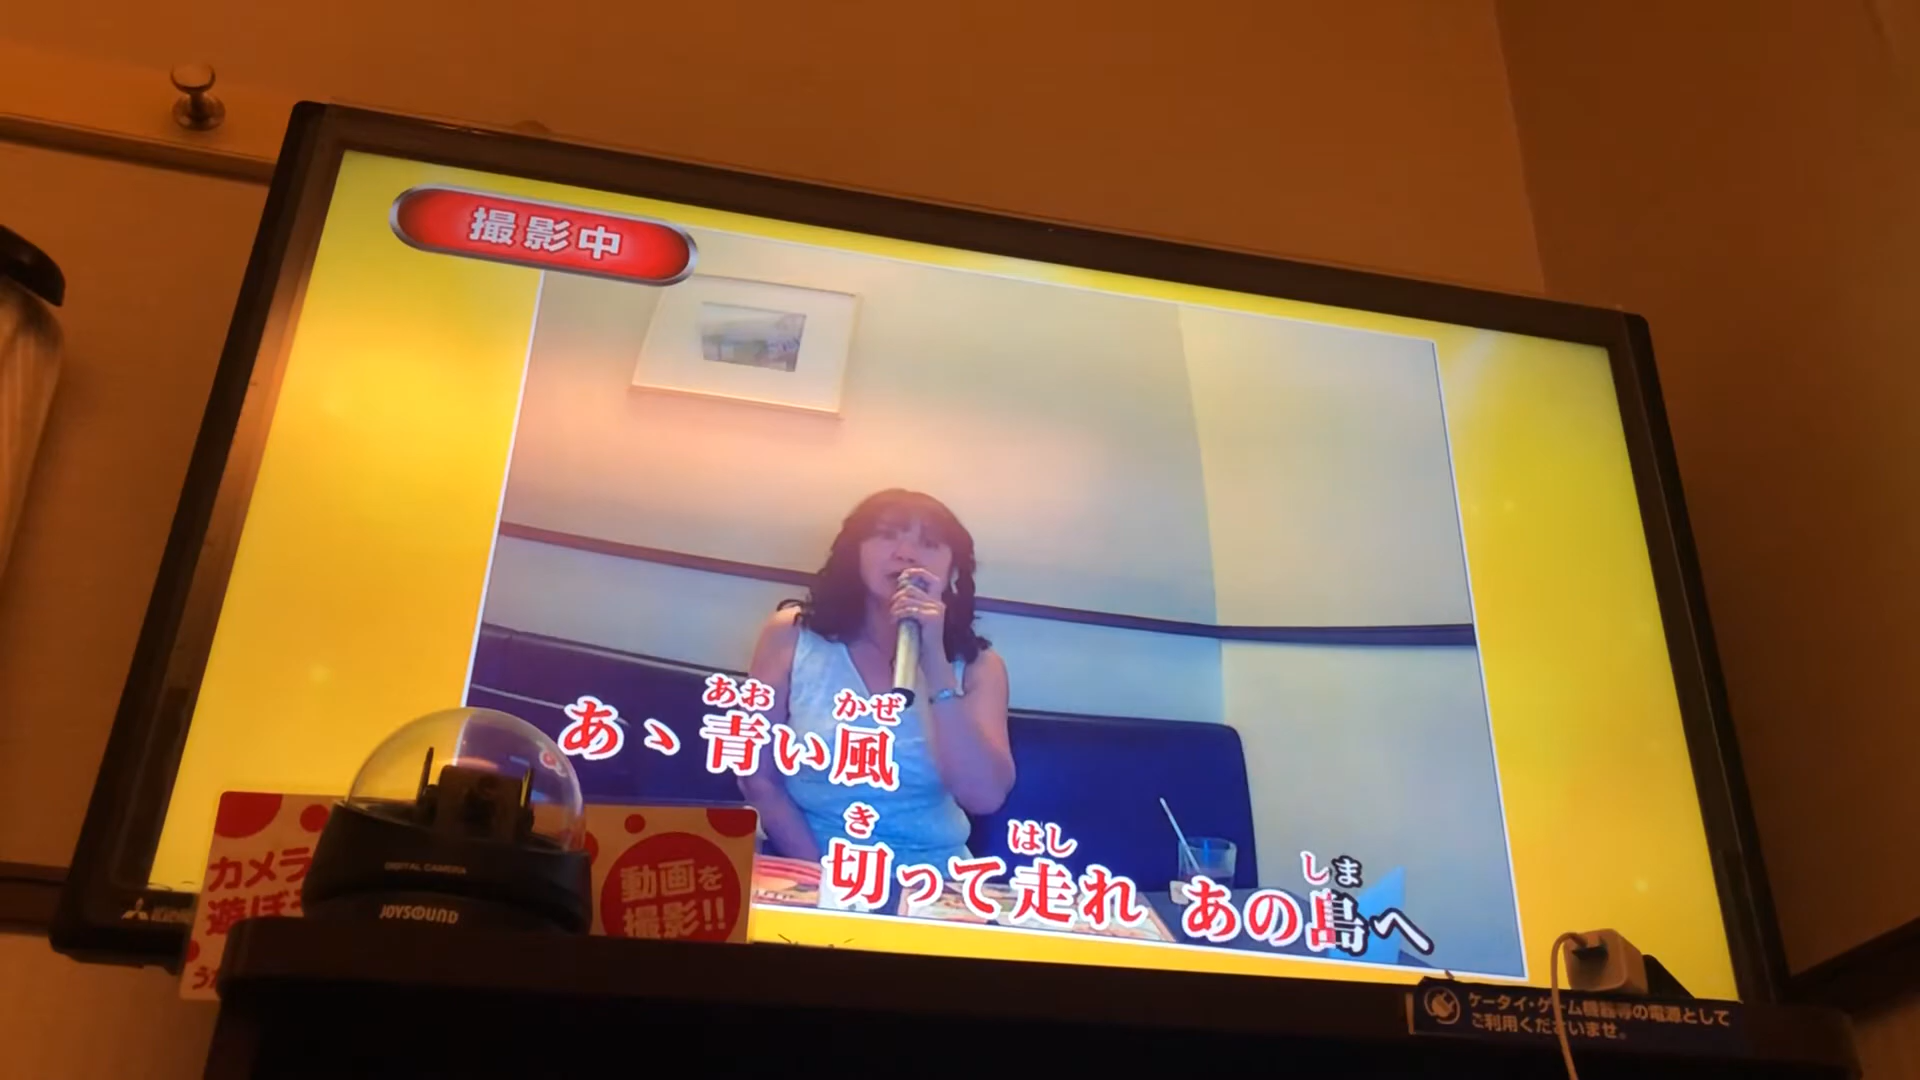 撮影中
あお かぜ
あゝ青い風
き はし しま
切って走れ あの島へ
カメラ
遊ぼ
動画を
撮影!!
DIGITAL CAMERA
JOYSOUND
ケータイ・ゲーム機器等の電源として
ご利用くださいませ。